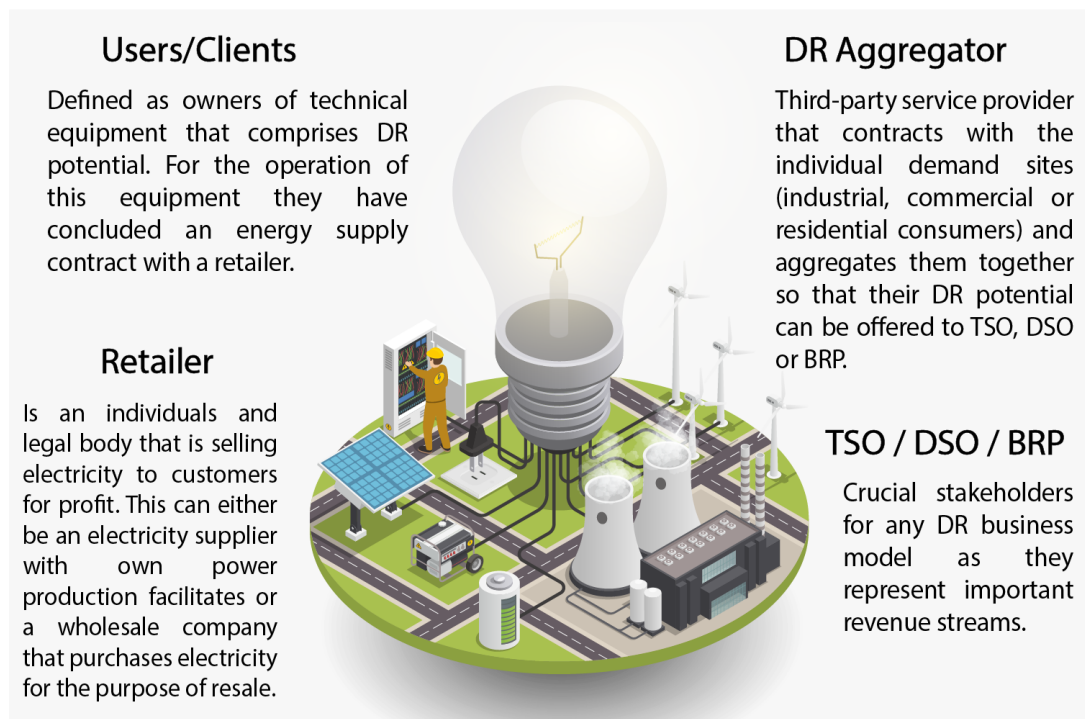 Users/Clients
Defined as owners of technical
equipment that comprises DR
potential. For the operation of
this equipment they have
concluded an energy supply
contract with a retailer.
DR Aggregator
Third-party service provider
that contracts with the
individual demand sites
(industrial, commercial or
residential consumers) and
aggregates them together
so that their DR potential
can be offered to TSO, DSO
or BRP.
Retailer
Is an individuals and
legal body that is selling
electricity to customers
for profit. This can either
be an electricity supplier
with own power
production facilitates or
a wholesale company
that purchases electricity
for the purpose of resale.
TSO / DSO / BRP
Crucial stakeholders
for any DR business
model as they
represent important
revenue streams.